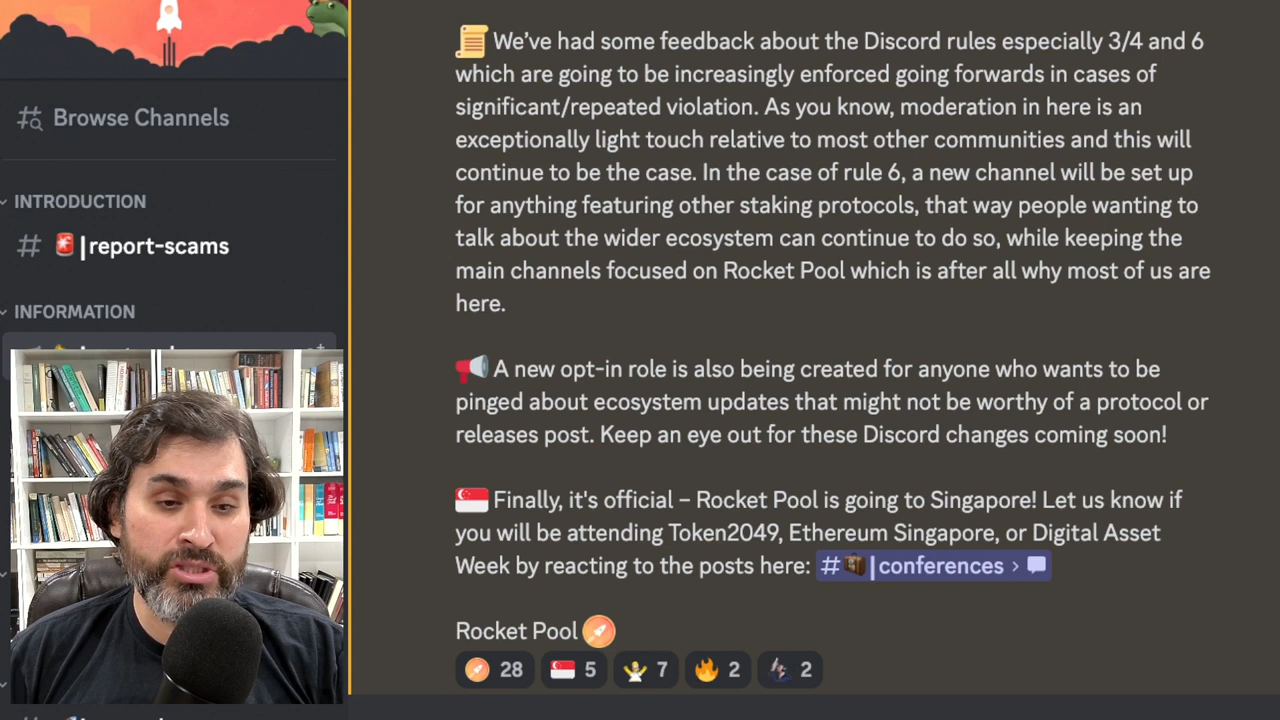 Browse Channels
INTRODUCTION
# | report-scams
INFORMATION
We've had some feedback about the Discord rules especially 3/4 and 6
which are going to be increasingly enforced going forwards in cases of
significant/repeated violation. As you know, moderation in here is an
exceptionally light touch relative to most other communities and this will
continue to be the case. In the case of rule 6, a new channel will be set up
for anything featuring other staking protocols, that way people wanting to
talk about the wider ecosystem can continue to do so, while keeping the
main channels focused on Rocket Pool which is after all why most of us are
here.
A new opt-in role is also being created for anyone who wants to be
pinged about ecosystem updates that might not be worthy of a protocol or
releases post. Keep an eye out for these Discord changes coming soon!
Finally, it's official – Rocket Pool is going to Singapore! Let us know if
you will be attending Token2049, Ethereum Singapore, or Digital Asset
Week by reacting to the posts here: # | conferences ›
Rocket Pool
28 5 7 2 2